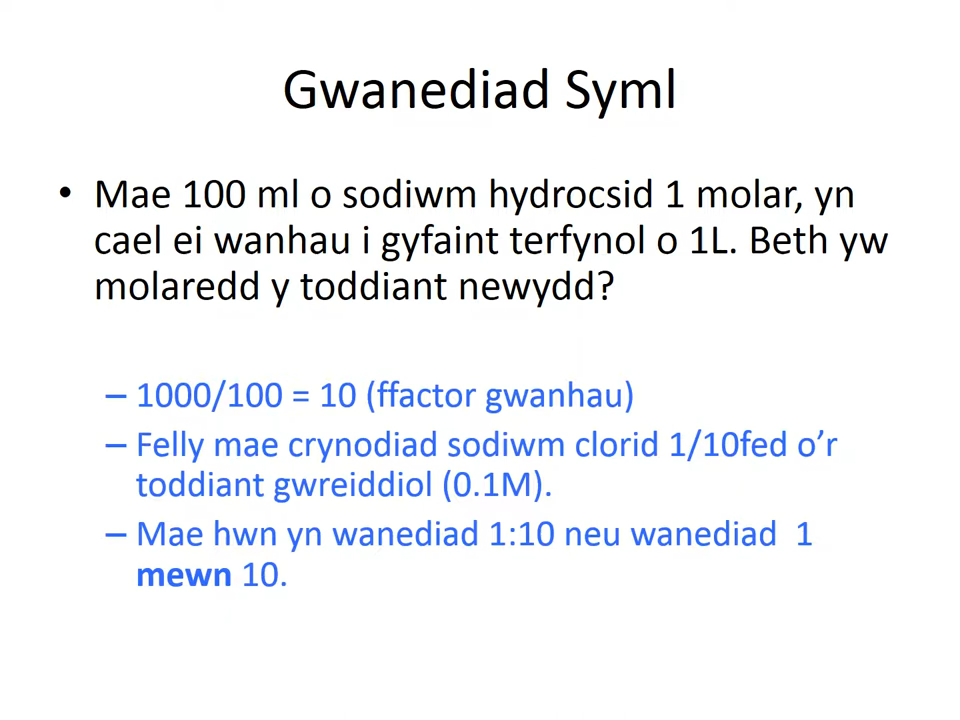 Gwanediad Syml
• Mae 100 ml o sodiwm hydrocsid 1 molar, yn
cael ei wanhau i gyfaint terfynol o 1L. Beth yw
molaredd y toddiant newydd?
– 1000/100 = 10 (ffactor gwanhau)
– Felly mae crynodiad sodiwm clorid 1/10fed o’r
toddiant gwreiddiol (0.1M).
– Mae hwn yn wanediad 1:10 neu wanediad 1
mewn 10.